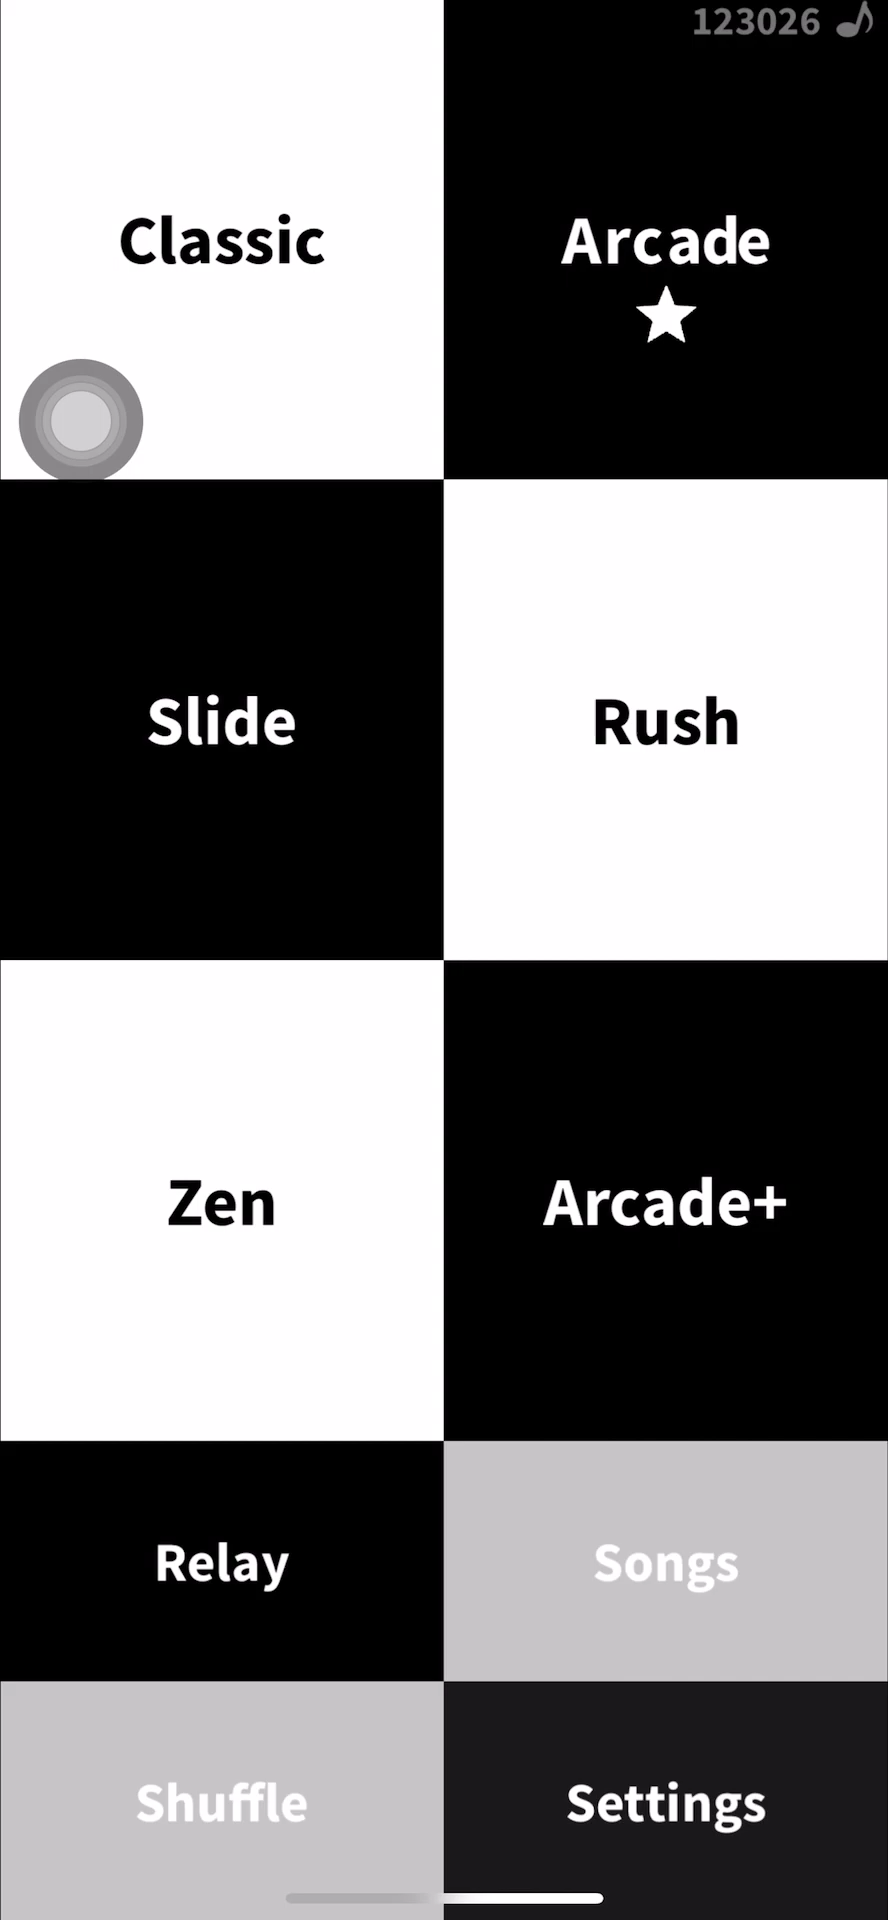 123026
Classic
Arcade
Slide
Rush
Zen
Arcade+
Relay
Songs
Shuffle
Settings